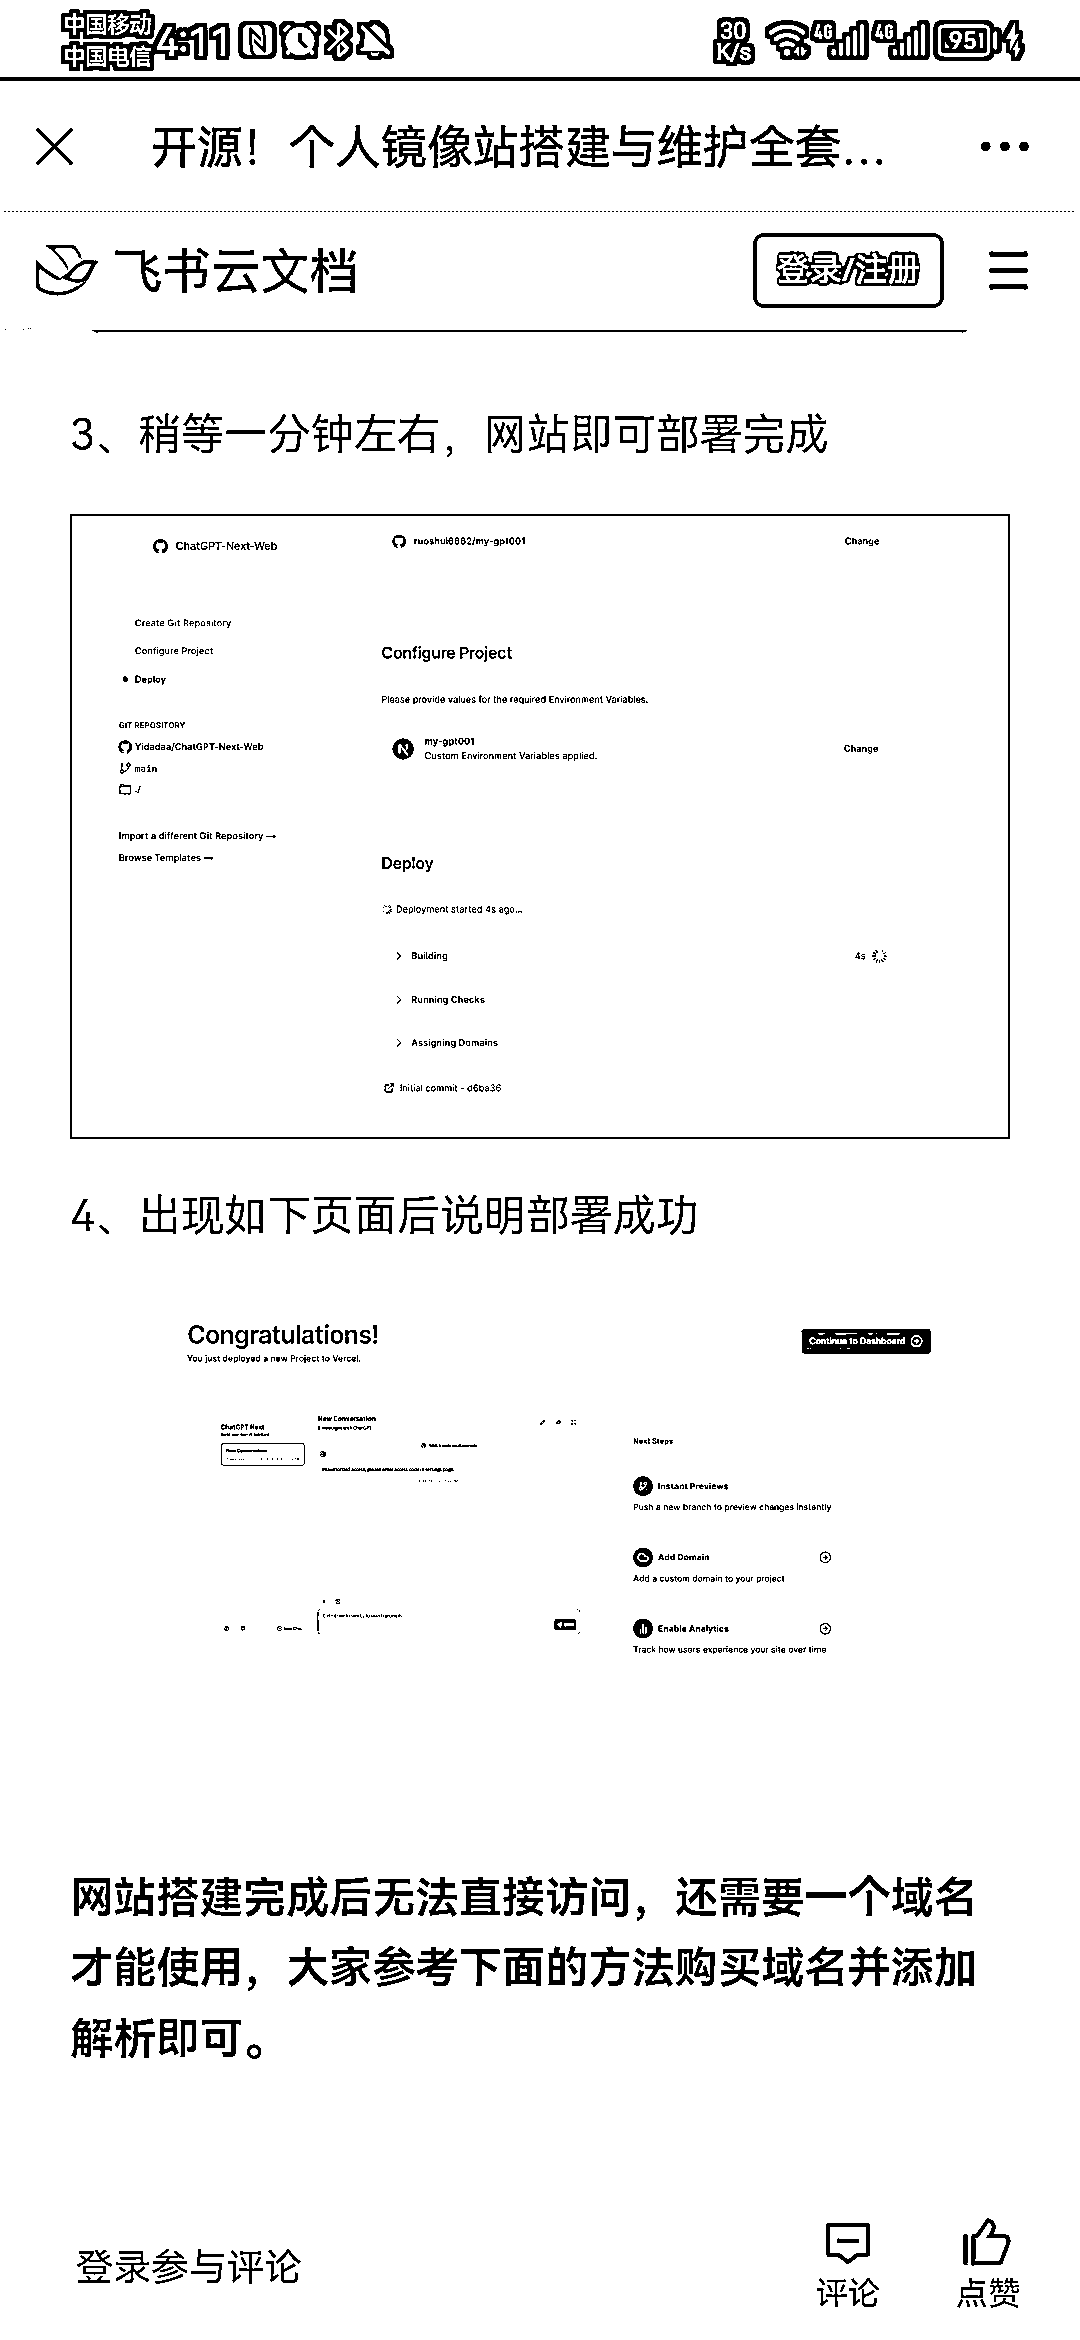 中国移动
中国电信
4:11
30
K/s
4G
4G
95
开源！个人镜像站搭建与维护全套...
飞书云文档
登录/注册
3、稍等一分钟左右，网站即可部署完成
ChatGPT-Next-Web
ruoshui6662/my-gpt001
Change
Create Git Repository
Configure Project
Deploy
GIT REPOSITORY
Yidadaa/ChatGPT-Next-Web
main
./
Import a different Git Repository →
Browse Templates →
Configure Project
Please provide values for the required Environment Variables.
my-gpt001
Custom Environment Variables applied.
Change
Deploy
Deployment started 4s ago...
Building
4s
Running Checks
Assigning Domains
Initial commit - d6ba36
4、出现如下页面后说明部署成功
Congratulations!
You just deployed a new Project to Vercel.
Continue to Dashboard
ChatGPT Next
New Conversation
Next Steps
Instant Previews
Push a new branch to preview changes instantly
Add Domain
Add a custom domain to your project
Enable Analytics
Track how users experience your site over time
网站搭建完成后无法直接访问，还需要一个域名
才能使用，大家参考下面的方法购买域名并添加
解析即可。
登录参与评论
评论
点赞